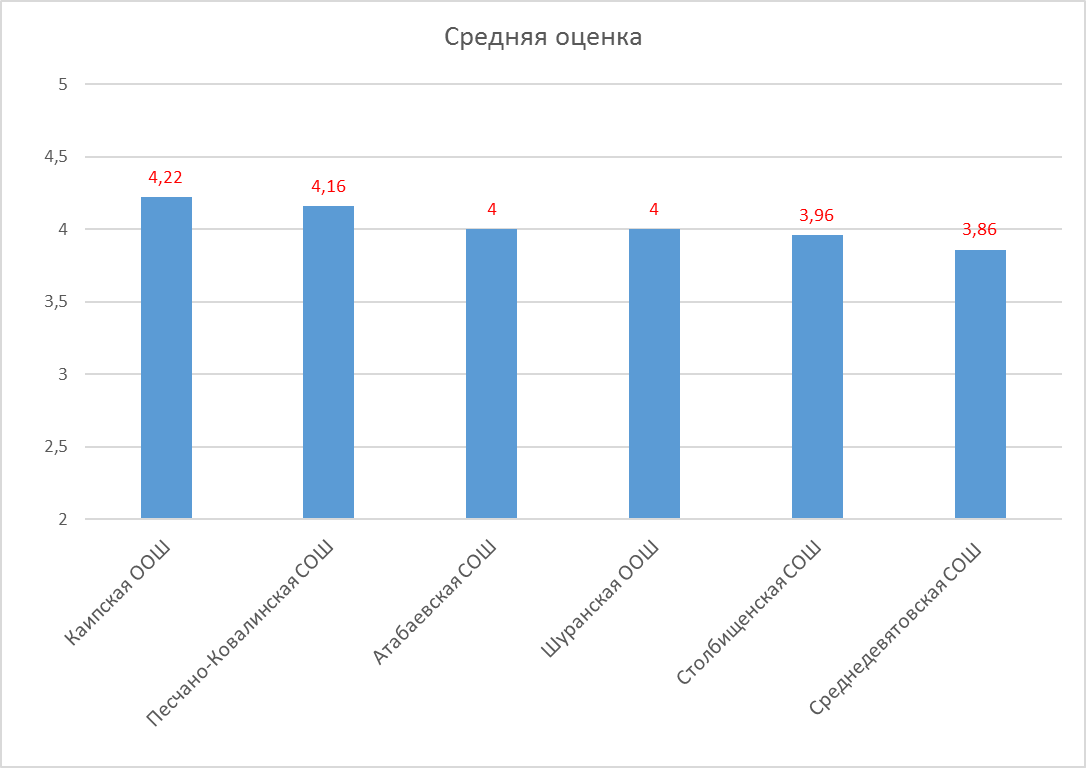 Средняя оценка
5
4,5
4
3,5
3
2,5
2
4,22
4,16
4
4
3,96
3,86
Каипская ООШ
Песчано-Ковалинская СОШ
Атабаевская СОШ
Шуранская ООШ
Столбищенская СОШ
Среднедевятовская СОШ